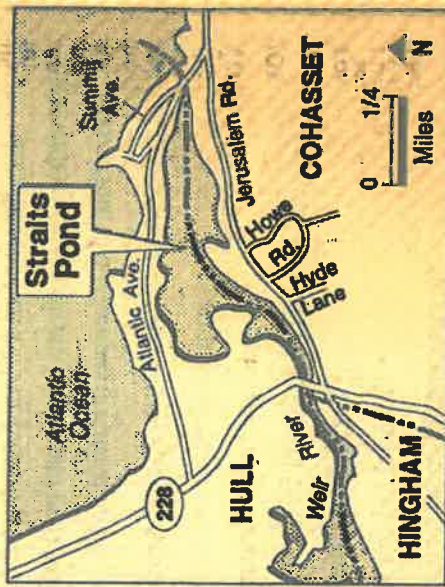 Atlantic
Ocean
Straits
Pond
Summit
Ave.
Atlantic Ave.
Jerusalem Rd.
228
HULL
Weir
River
Howe
Rd.
Hyde
Lane
COHASSET
HINGHAM
0 1/4
Miles
N